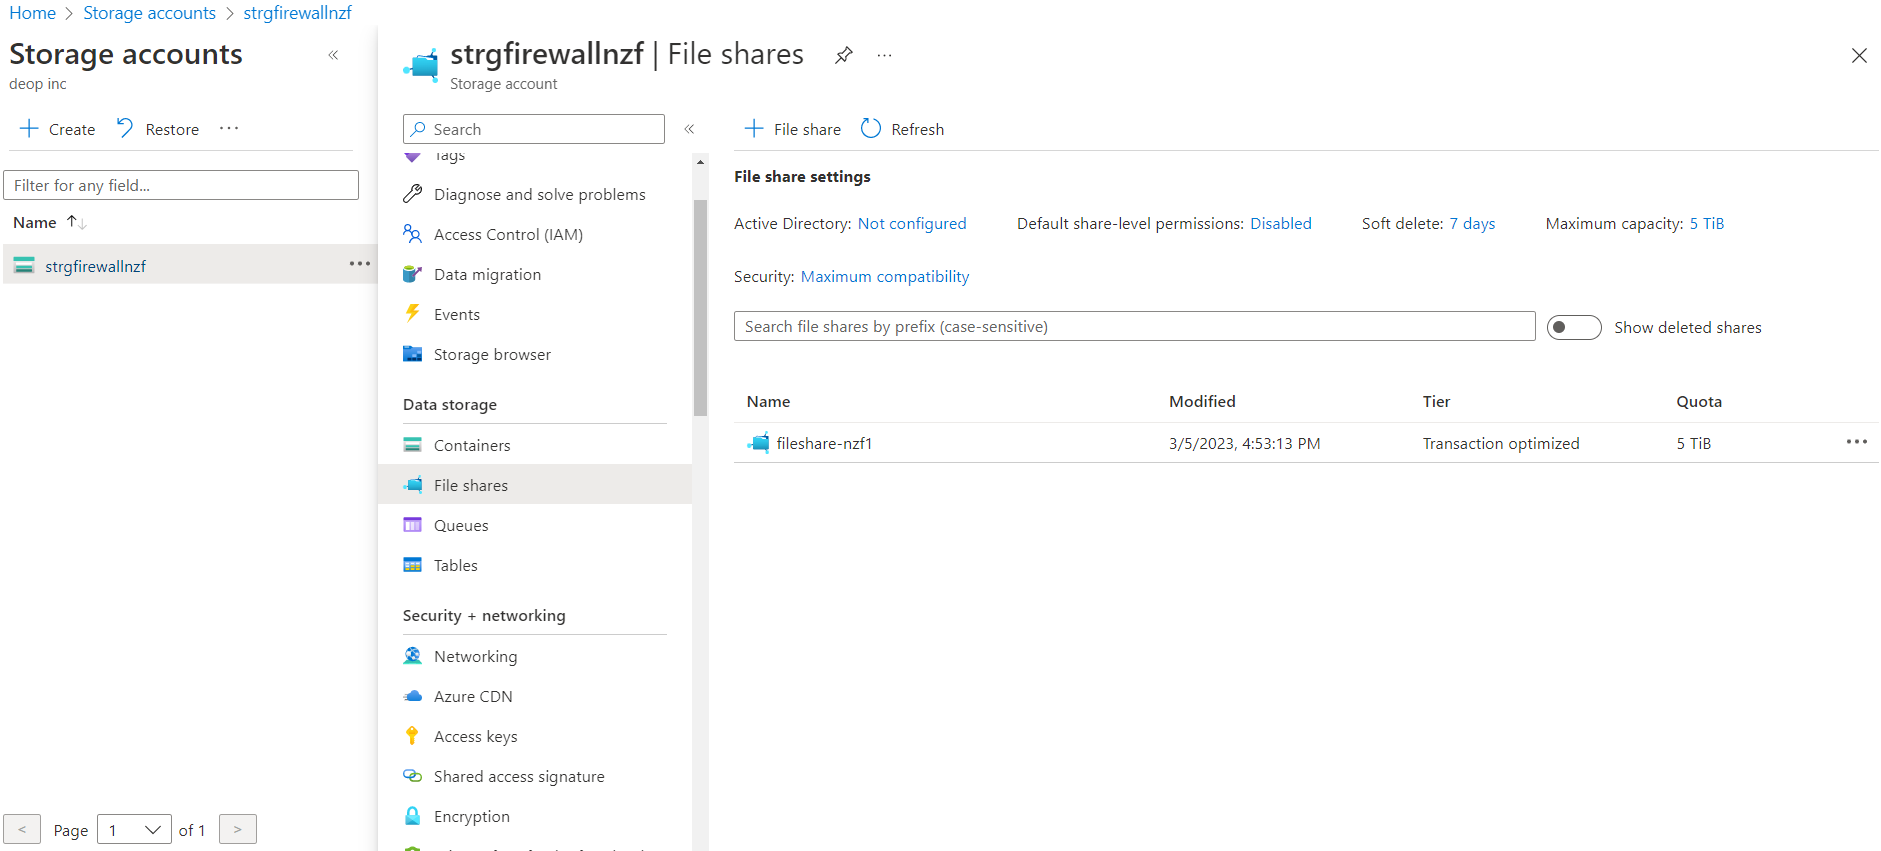 Home > Storage accounts > strgfirewallnzf
Storage accounts
«
deop inc
+ Create
Restore
···
Filter for any field...
Name ↑↓
strgfirewallnzf
···
< Page 1 of 1 >
strgfirewallnzf | File shares
···
Storage account
Search
«
Tags
Diagnose and solve problems
Access Control (IAM)
Data migration
Events
Storage browser
Data storage
Containers
File shares
Queues
Tables
Security + networking
Networking
Azure CDN
Access keys
Shared access signature
Encryption
+ File share
Refresh
File share settings
Active Directory: Not configured
Default share-level permissions: Disabled
Soft delete: 7 days
Maximum capacity: 5 TiB
Security: Maximum compatibility
Search file shares by prefix (case-sensitive)
Show deleted shares
Name Modified Tier Quota
fileshare-nzf1 3/5/2023, 4:53:13 PM Transaction optimized 5 TiB ···